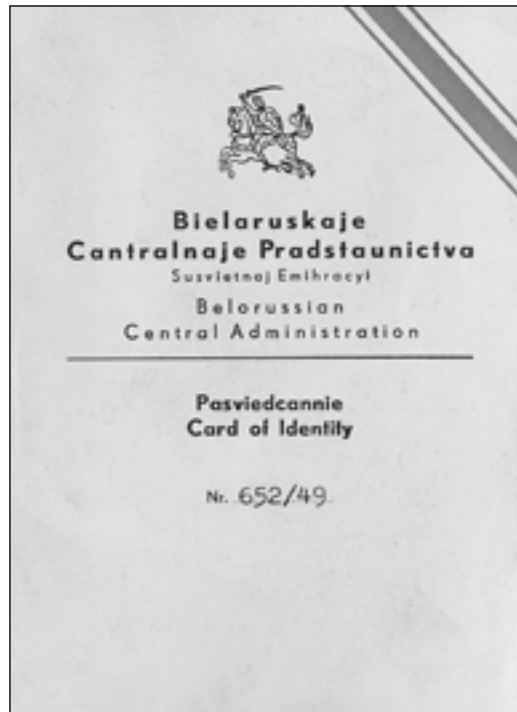 Bielaruskaje
Cantralnaje Pradstaunictva
Susvietnaj Emihracyi
Belorussian
Central Administration
Pasviedcannie
Card of Identity
Nr. 652/49